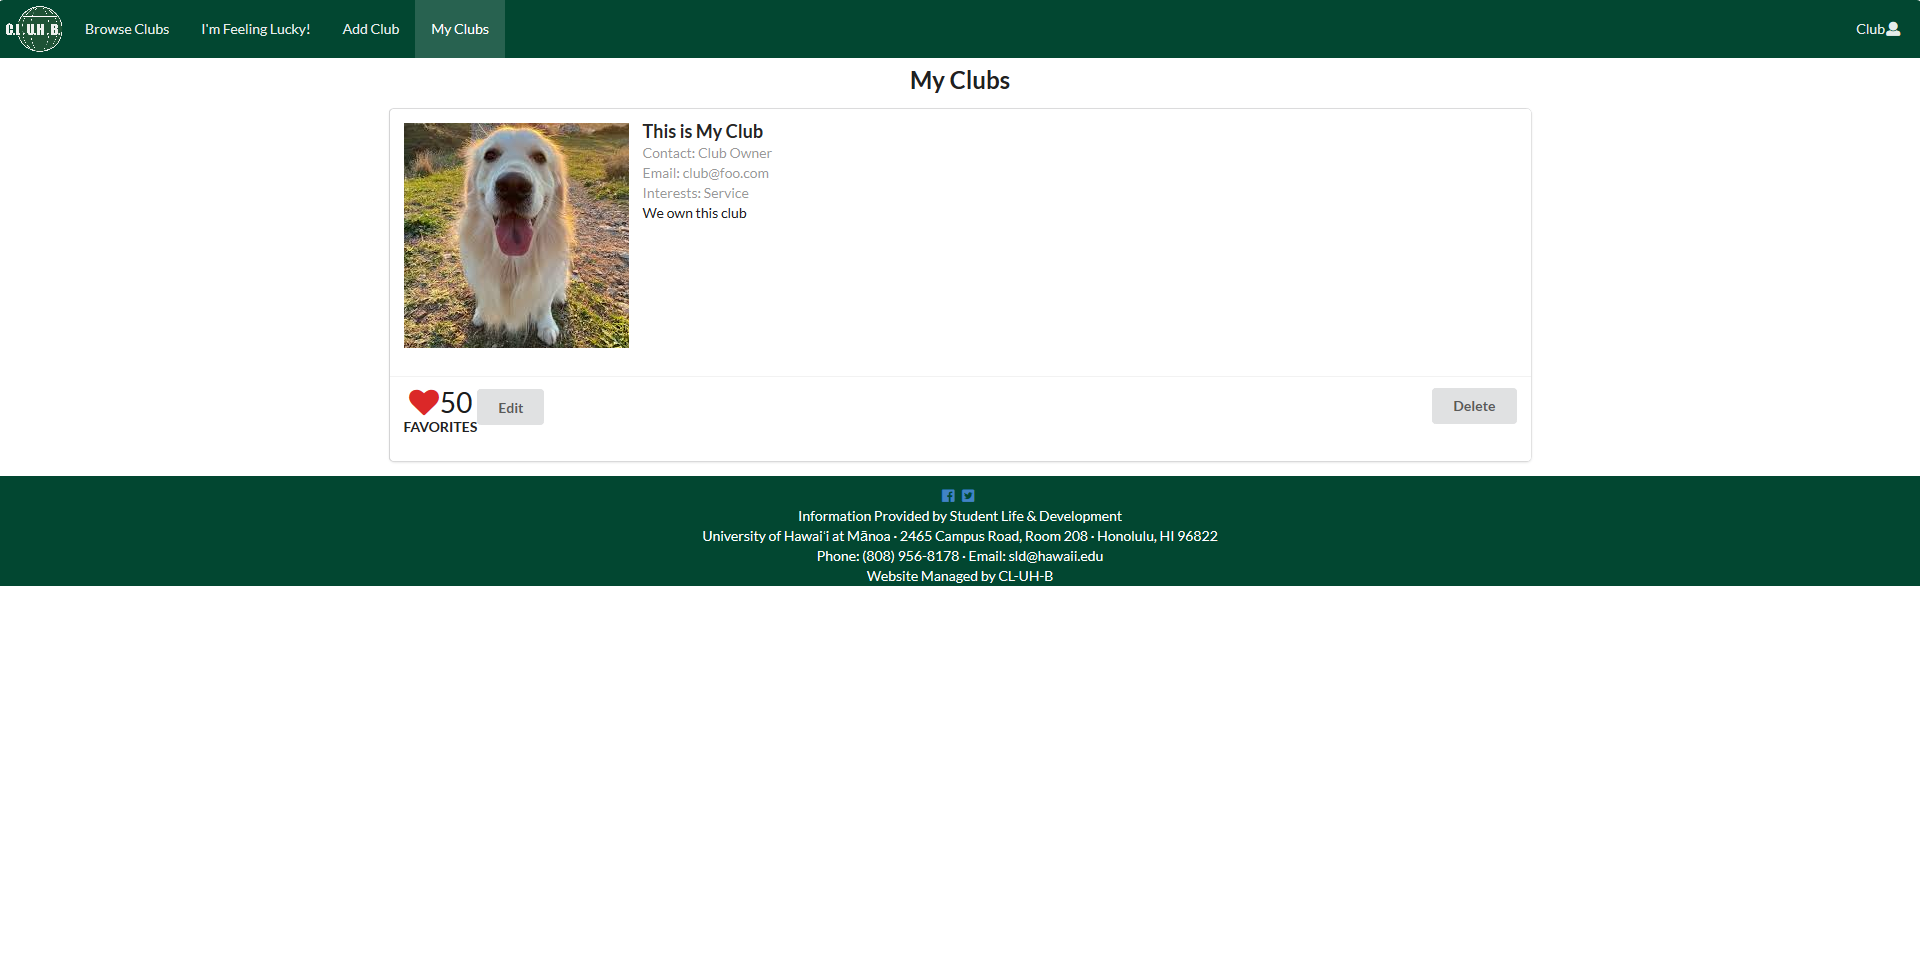 CL U.H B.
Browse Clubs
I'm Feeling Lucky!
Add Club
My Clubs
Club
My Clubs
This is My Club
Contact: Club Owner
Email: club@foo.com
Interests: Service
We own this club
50
FAVORITES
Edit
Delete
Information Provided by Student Life & Development
University of Hawaiʻi at Mānoa · 2465 Campus Road, Room 208 · Honolulu, HI 96822
Phone: (808) 956-8178 · Email: sld@hawaii.edu
Website Managed by CL-UH-B